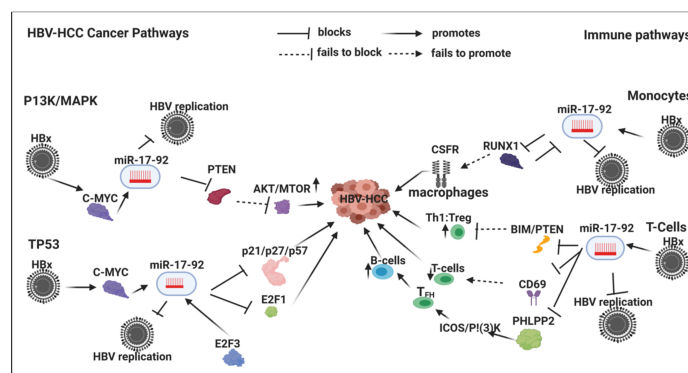 HBV-HCC Cancer Pathways
blocks
promotes
fails to block
fails to promote
Immune pathways
P13K/MAPK
HBx
C-MYC
miR-17-92
HBV replication
PTEN
AKT/MTOR
HBV-HCC
TP53
HBx
C-MYC
miR-17-92
HBV replication
p21/p27/p57
E2F1
E2F3
Monocytes
HBx
miR-17-92
HBV replication
RUNX1
CSFR
macrophages
T-Cells
HBx
miR-17-92
HBV replication
BIM/PTEN
Th1:Treg
CD69
T-cells
PHLPP2
ICOS/P!(3)K
TFH
B-cells